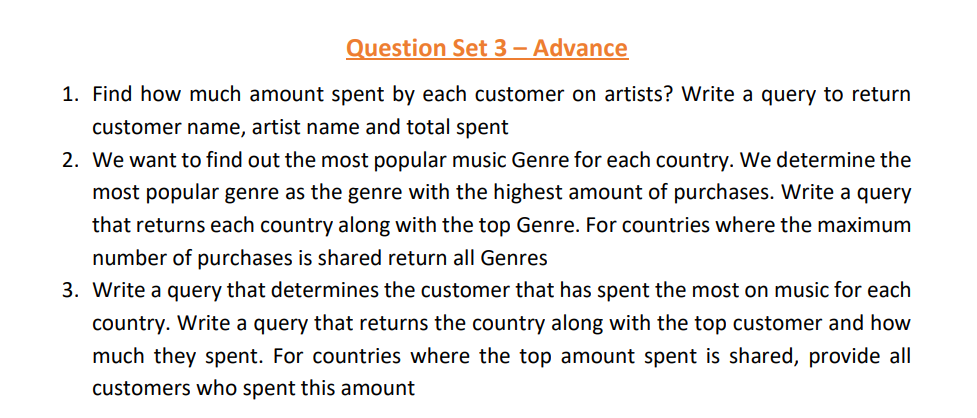 Question Set 3 – Advance
1. Find how much amount spent by each customer on artists? Write a query to return
customer name, artist name and total spent
2. We want to find out the most popular music Genre for each country. We determine the
most popular genre as the genre with the highest amount of purchases. Write a query
that returns each country along with the top Genre. For countries where the maximum
number of purchases is shared return all Genres
3. Write a query that determines the customer that has spent the most on music for each
country. Write a query that returns the country along with the top customer and how
much they spent. For countries where the top amount spent is shared, provide all
customers who spent this amount